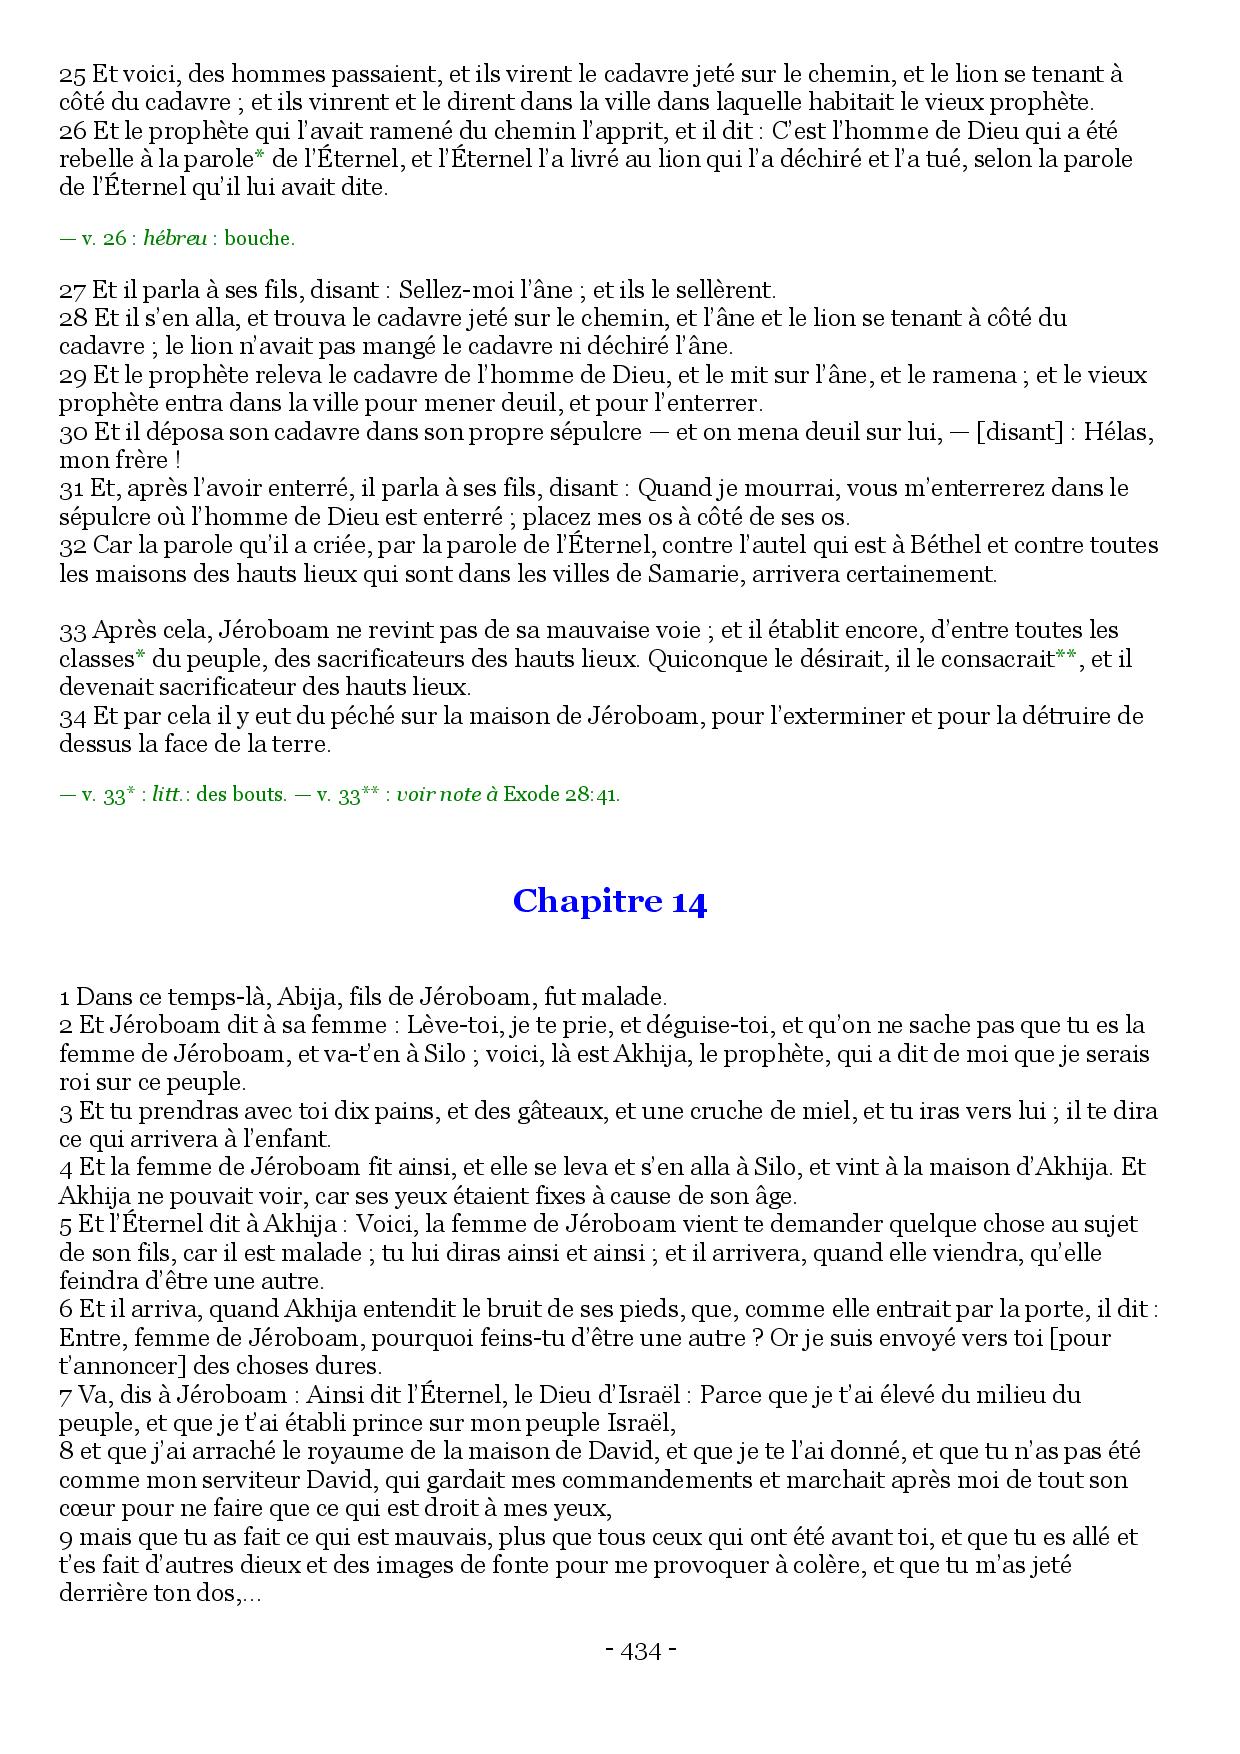 25 Et voici, des hommes passaient, et ils virent le cadavre jeté sur le chemin, et le lion se tenant à
côté du cadavre ; et ils vinrent et le dirent dans la ville dans laquelle habitait le vieux prophète.
26 Et le prophète qui l’avait ramené du chemin l’apprit, et il dit : C’est l’homme de Dieu qui a été
rebelle à la parole* de l’Éternel, et l’Éternel l’a livré au lion qui l’a déchiré et l’a tué, selon la parole
de l’Éternel qu’il lui avait dite.
— v. 26 : hébreu : bouche.
27 Et il parla à ses fils, disant : Sellez-moi l’âne ; et ils le sellèrent.
28 Et il s’en alla, et trouva le cadavre jeté sur le chemin, et l’âne et le lion se tenant à côté du
cadavre ; le lion n’avait pas mangé le cadavre ni déchiré l’âne.
29 Et le prophète releva le cadavre de l’homme de Dieu, et le mit sur l’âne, et le ramena ; et le vieux
prophète entra dans la ville pour mener deuil, et pour l’enterrer.
30 Et il déposa son cadavre dans son propre sépulcre — et on mena deuil sur lui, — [disant] : Hélas,
mon frère !
31 Et, après l’avoir enterré, il parla à ses fils, disant : Quand je mourrai, vous m’enterrerez dans le
sépulcre où l’homme de Dieu est enterré ; placez mes os à côté de ses os.
32 Car la parole qu’il a criée, par la parole de l’Éternel, contre l’autel qui est à Béthel et contre toutes
les maisons des hauts lieux qui sont dans les villes de Samarie, arrivera certainement.
33 Après cela, Jéroboam ne revint pas de sa mauvaise voie ; et il établit encore, d’entre toutes les
classes* du peuple, des sacrificateurs des hauts lieux. Quiconque le désirait, il le consacrait**, et il
devenait sacrificateur des hauts lieux.
34 Et par cela il y eut du péché sur la maison de Jéroboam, pour l’exterminer et pour la détruire de
dessus la face de la terre.
— v. 33* : litt.: des bouts. — v. 33** : voir note à Exode 28:41.
Chapitre 14
1 Dans ce temps-là, Abija, fils de Jéroboam, fut malade.
2 Et Jéroboam dit à sa femme : Lève-toi, je te prie, et déguise-toi, et qu’on ne sache pas que tu es la
femme de Jéroboam, et va-t’en à Silo ; voici, là est Akhija, le prophète, qui a dit de moi que je serais
roi sur ce peuple.
3 Et tu prendras avec toi dix pains, et des gâteaux, et une cruche de miel, et tu iras vers lui ; il te dira
ce qui arrivera à l’enfant.
4 Et la femme de Jéroboam fit ainsi, et elle se leva et s’en alla à Silo, et vint à la maison d’Akhija. Et
Akhija ne pouvait voir, car ses yeux étaient fixes à cause de son âge.
5 Et l’Éternel dit à Akhija : Voici, la femme de Jéroboam vient te demander quelque chose au sujet
de son fils, car il est malade ; tu lui diras ainsi et ainsi ; et il arrivera, quand elle viendra, qu’elle
feindra d’être une autre.
6 Et il arriva, quand Akhija entendit le bruit de ses pieds, que, comme elle entrait par la porte, il dit :
Entre, femme de Jéroboam, pourquoi feins-tu d’être une autre ? Or je suis envoyé vers toi [pour
t’annoncer] des choses dures.
7 Va, dis à Jéroboam : Ainsi dit l’Éternel, le Dieu d’Israël : Parce que je t’ai élevé du milieu du
peuple, et que je t’ai établi prince sur mon peuple Israël,
8 et que j’ai arraché le royaume de la maison de David, et que je te l’ai donné, et que tu n’as pas été
comme mon serviteur David, qui gardait mes commandements et marchait après moi de tout son
cœur pour ne faire que ce qui est droit à mes yeux,
9 mais que tu as fait ce qui est mauvais, plus que tous ceux qui ont été avant toi, et que tu es allé et
t’es fait d’autres dieux et des images de fonte pour me provoquer à colère, et que tu m’as jeté
derrière ton dos,…
- 434 -